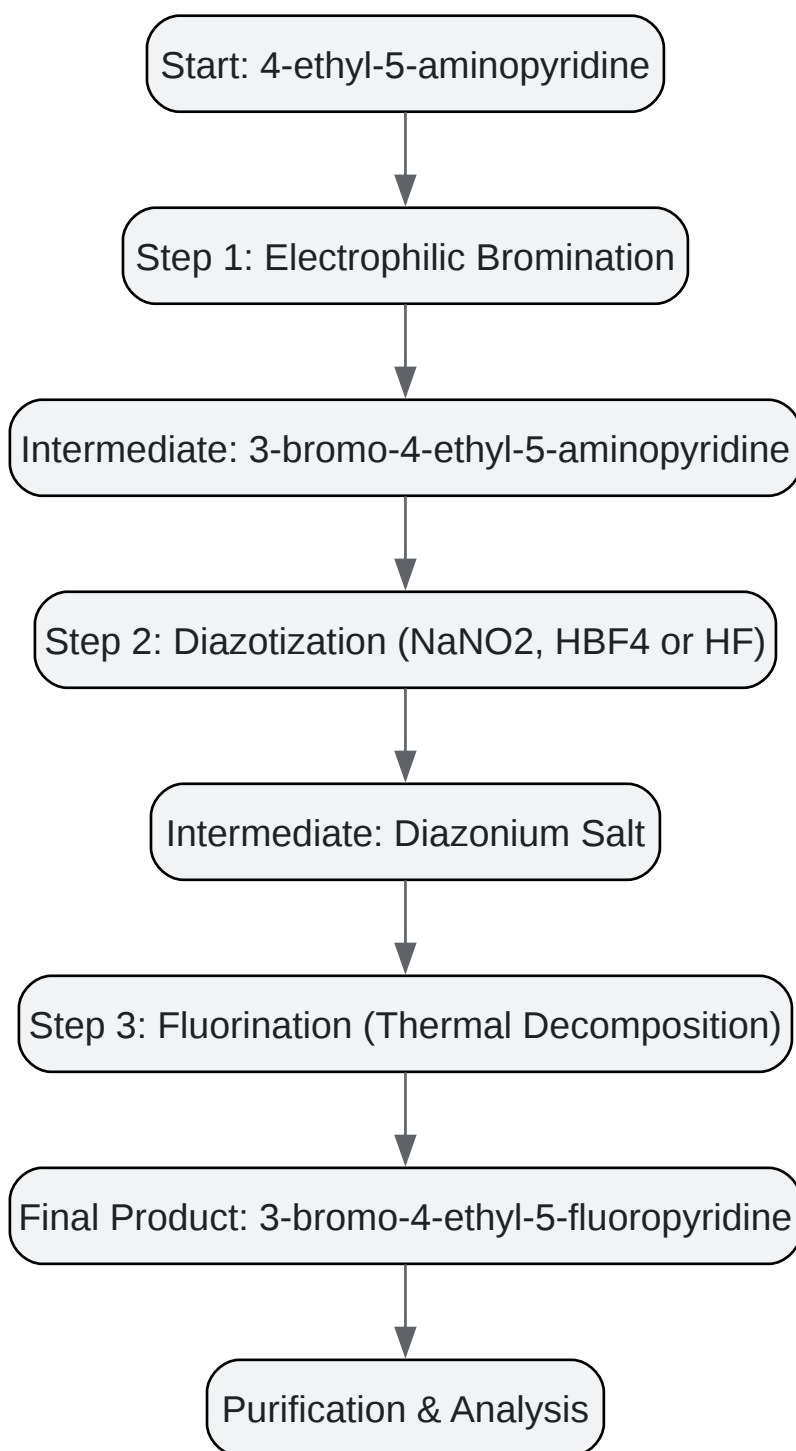 Start: 4-ethyl-5-aminopyridine
Step 1: Electrophilic Bromination
Intermediate: 3-bromo-4-ethyl-5-aminopyridine
Step 2: Diazotization (NaNO2, HBF4 or HF)
Intermediate: Diazonium Salt
Step 3: Fluorination (Thermal Decomposition)
Final Product: 3-bromo-4-ethyl-5-fluoropyridine
Purification & Analysis